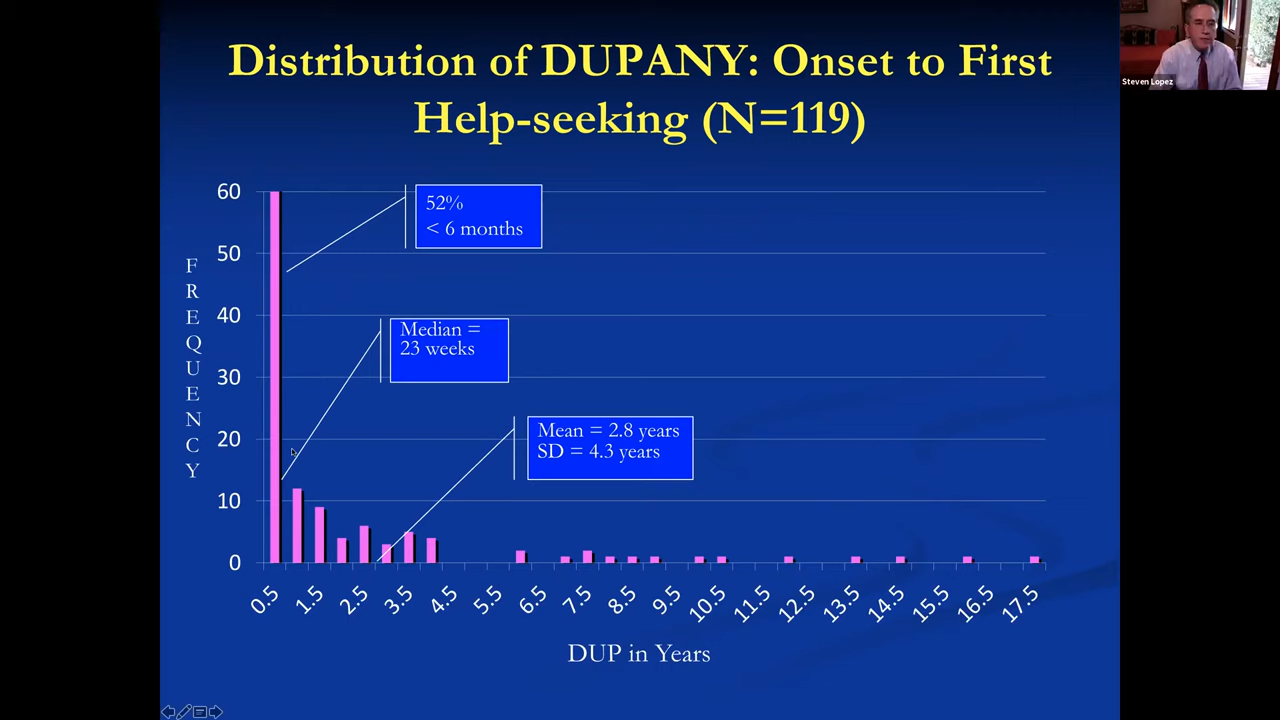 Distribution of DUPANY: Onset to First
Help-seeking (N=119)
Steven Lopez
60
50
40
30
20
10
0
FREQUENCY
52%
< 6 months
Median =
23 weeks
Mean = 2.8 years
SD = 4.3 years
0.5 1.5 2.5 3.5 4.5 5.5 6.5 7.5 8.5 9.5 10.5 11.5 12.5 13.5 14.5 15.5 16.5 17.5
DUP in Years